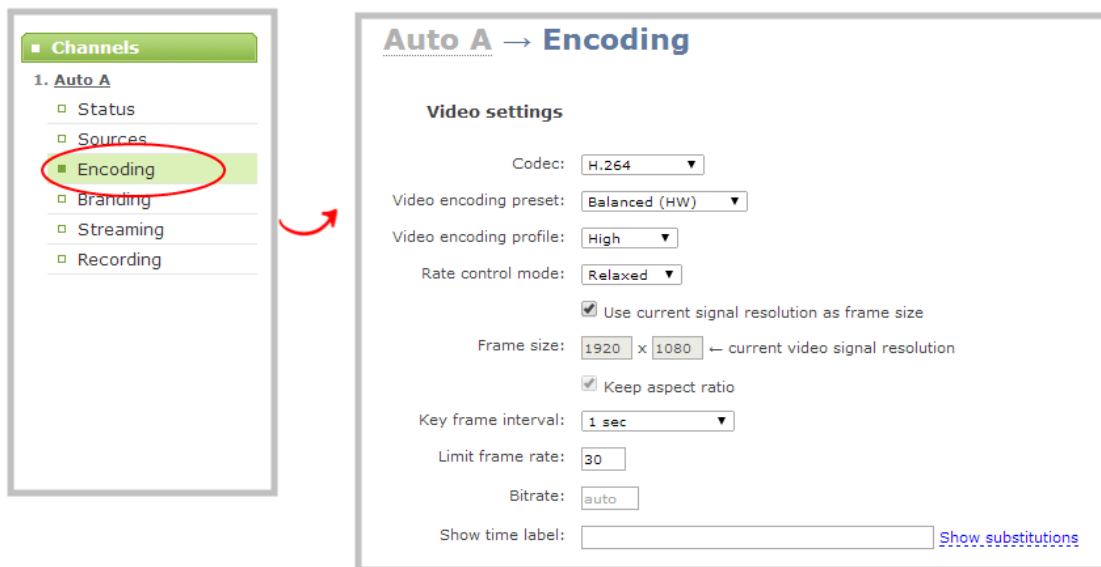 Channels
1. Auto A
Status
Sources
Encoding
Branding
Streaming
Recording
Auto A → Encoding
Video settings
Codec: H.264
Video encoding preset: Balanced (HW)
Video encoding profile: High
Rate control mode: Relaxed
Use current signal resolution as frame size
Frame size: 1920 x 1080 ← current video signal resolution
Keep aspect ratio
Key frame interval: 1 sec
Limit frame rate: 30
Bitrate: auto
Show time label: Show substitutions